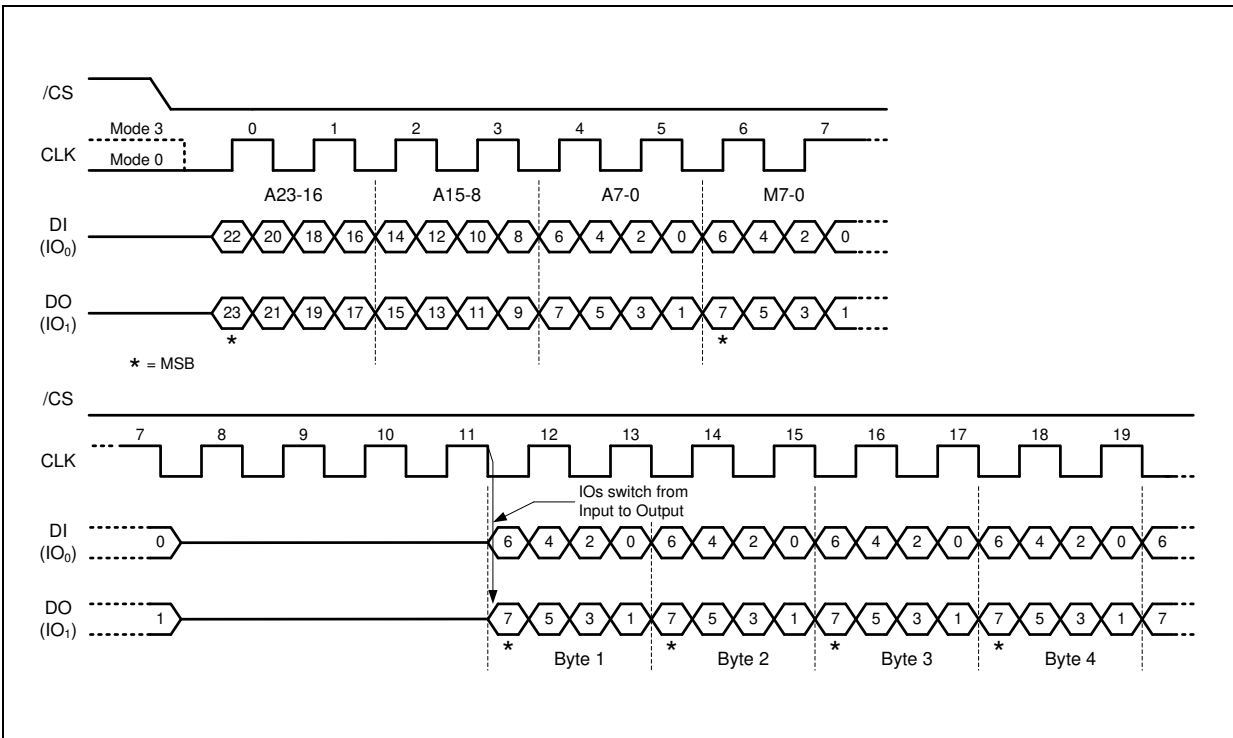 /CS
Mode 3 0 1 2 3 4 5 6 7
CLK
Mode 0
A23-16 A15-8 A7-0 M7-0
DI
(IO0) 22 20 18 16 14 12 10 8 6 4 2 0 6 4 2 0
DO
(IO1) 23 21 19 17 15 13 11 9 7 5 3 1 7 5 3 1
* *
* = MSB
/CS
7 8 9 10 11 12 13 14 15 16 17 18 19
CLK
IOs switch from
Input to Output
DI
(IO0) 0 6 4 2 0 6 4 2 0 6 4 2 0 6 4 2 0 6
DO
(IO1) 1 7 5 3 1 7 5 3 1 7 5 3 1 7 5 3 1 7
* * * *
Byte 1 Byte 2 Byte 3 Byte 4